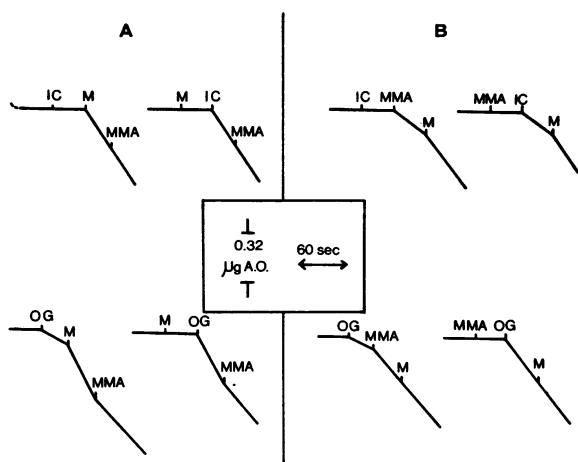 A B
IC M MMA
M IC MMA
IC MMA M
MMA IC M
0.32
µg A.O.
60 sec
OG M MMA
M OG MMA
OG MMA M
MMA OG M